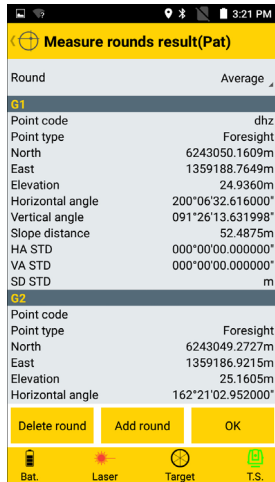 3:21 PM
Measure rounds result(Pat)
Round Average
G1
Point code dhz
Point type Foresight
North 6243050.1609m
East 1359188.7649m
Elevation 24.9360m
Horizontal angle 200°06'32.616000"
Vertical angle 091°26'13.631998"
Slope distance 52.4875m
HA STD 000°00'00.000000"
VA STD 000°00'00.000000"
SD STD m
G2
Point code
Point type Foresight
North 6243049.2727m
East 1359186.9215m
Elevation 25.1605m
Horizontal angle 162°21'02.952000"
Delete round Add round OK
Bat. Laser Target T.S.